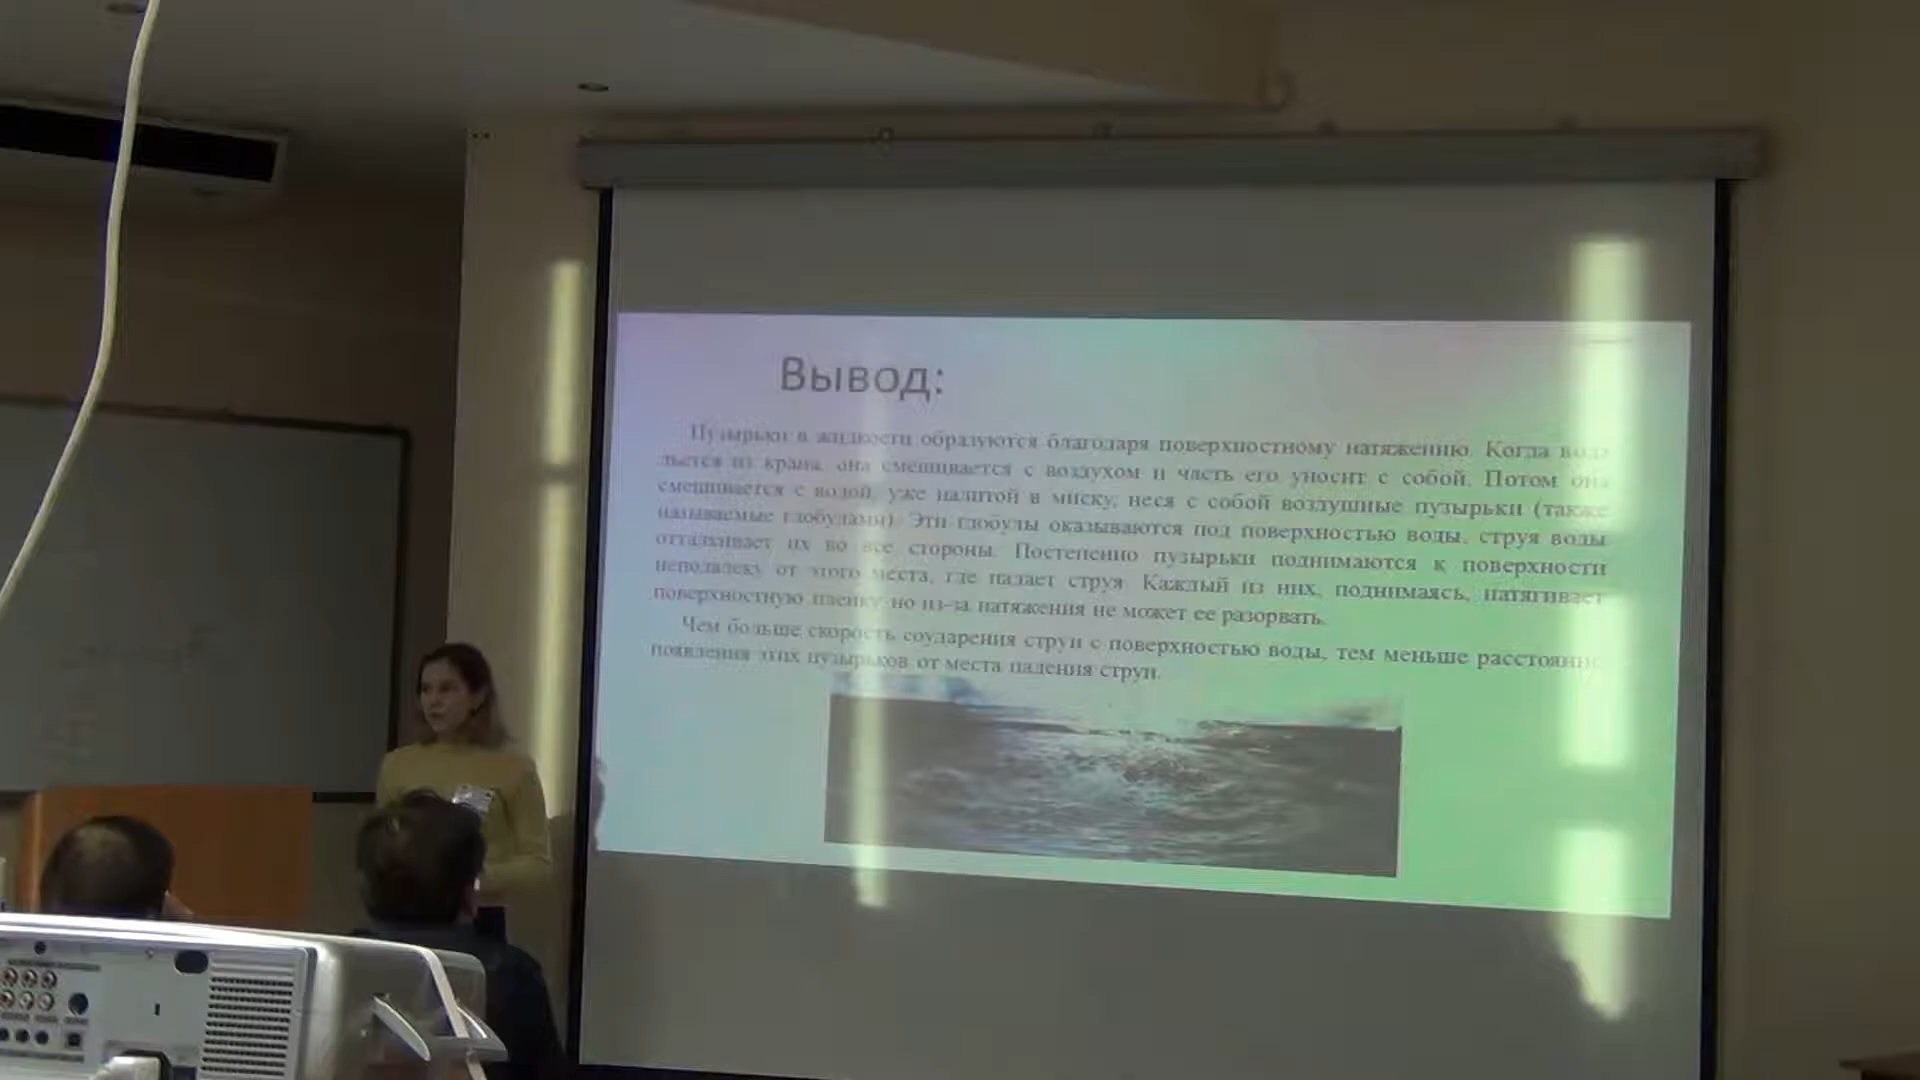 Вывод:
Пузырьки в жидкости образуются благодаря поверхностному натяжению. Когда вода
льется из крана, она смешивается с воздухом и часть его уносит с собой. Потом она
смешивается с водой, уже налитой в миску, неся с собой воздушные пузырьки (также
называемые глобулами). Эти глобулы оказываются под поверхностью воды, струя воды
отталкивает их во все стороны. Постепенно пузырьки поднимаются к поверхности
неподалеку от этого места, где падает струя. Каждый из них, поднимаясь, натягивает
поверхностную пленку но из-за натяжения не может ее разорвать.
Чем больше скорость соударения струи с поверхностью воды, тем меньше расстояние
появления этих пузырьков от места падения струи.